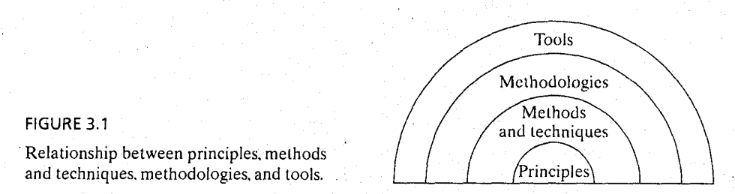 Tools
Methodologies
Methods
and techniques
Principles
FIGURE 3.1
Relationship between principles, methods
and techniques, methodologies, and tools.